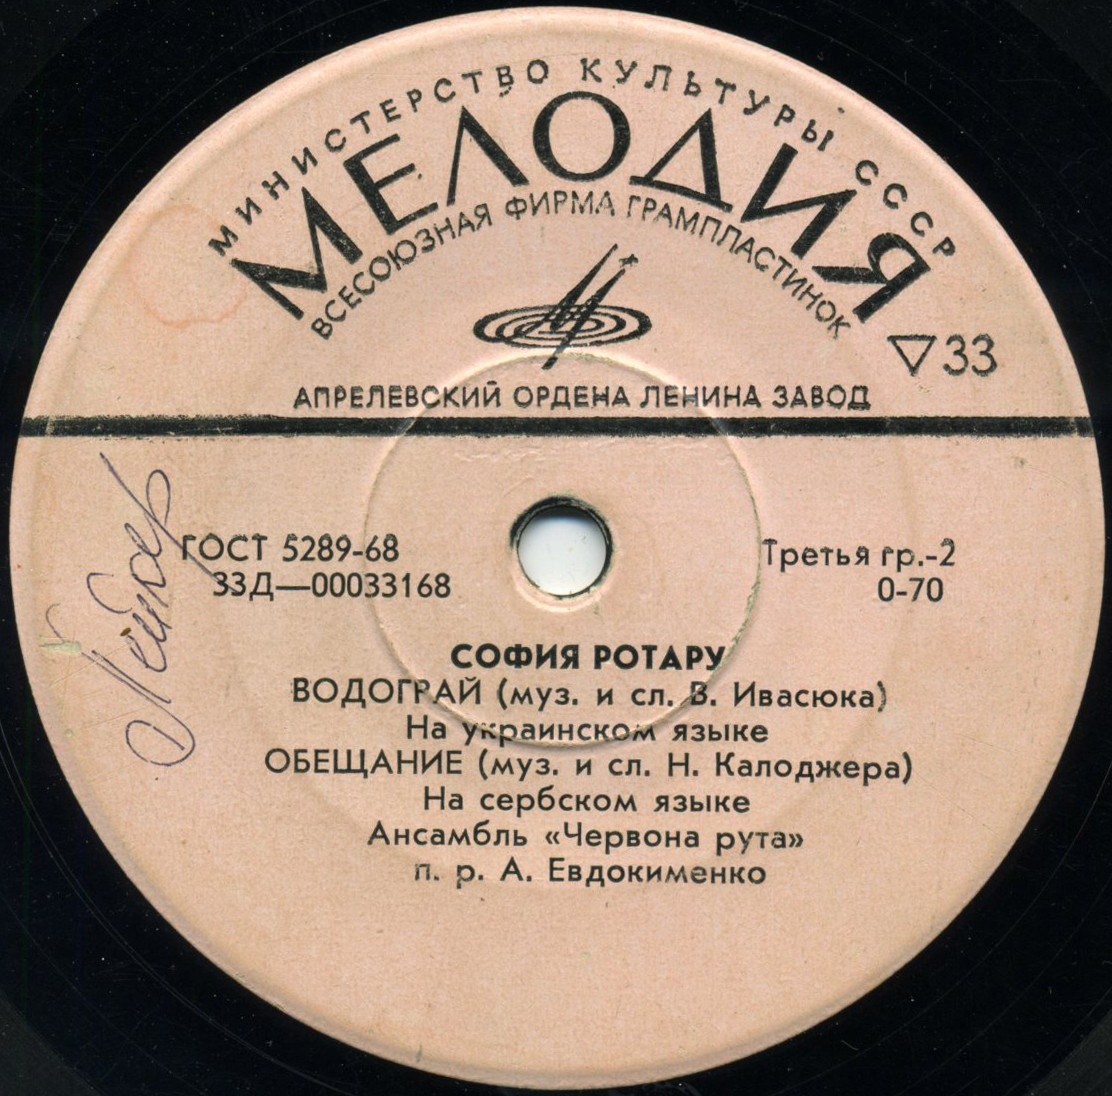 МИНИСТЕРСТВО КУЛЬТУРЫ СССР
МЕЛОДИЯ
ВСЕСОЮЗНАЯ ФИРМА ГРАМПЛАСТИНОК
▽33
АПРЕЛЕВСКИЙ ОРДЕНА ЛЕНИНА ЗАВОД
ГОСТ 5289-68
33Д—00033168
Третья гр.-2
0-70
СОФИЯ РОТАРУ
ВОДОГРАЙ (муз. и сл. В. Ивасюка)
На украинском языке
ОБЕЩАНИЕ (муз. и сл. Н. Калоджера)
На сербском языке
Ансамбль «Червона рута»
п. р. А. Евдокименко